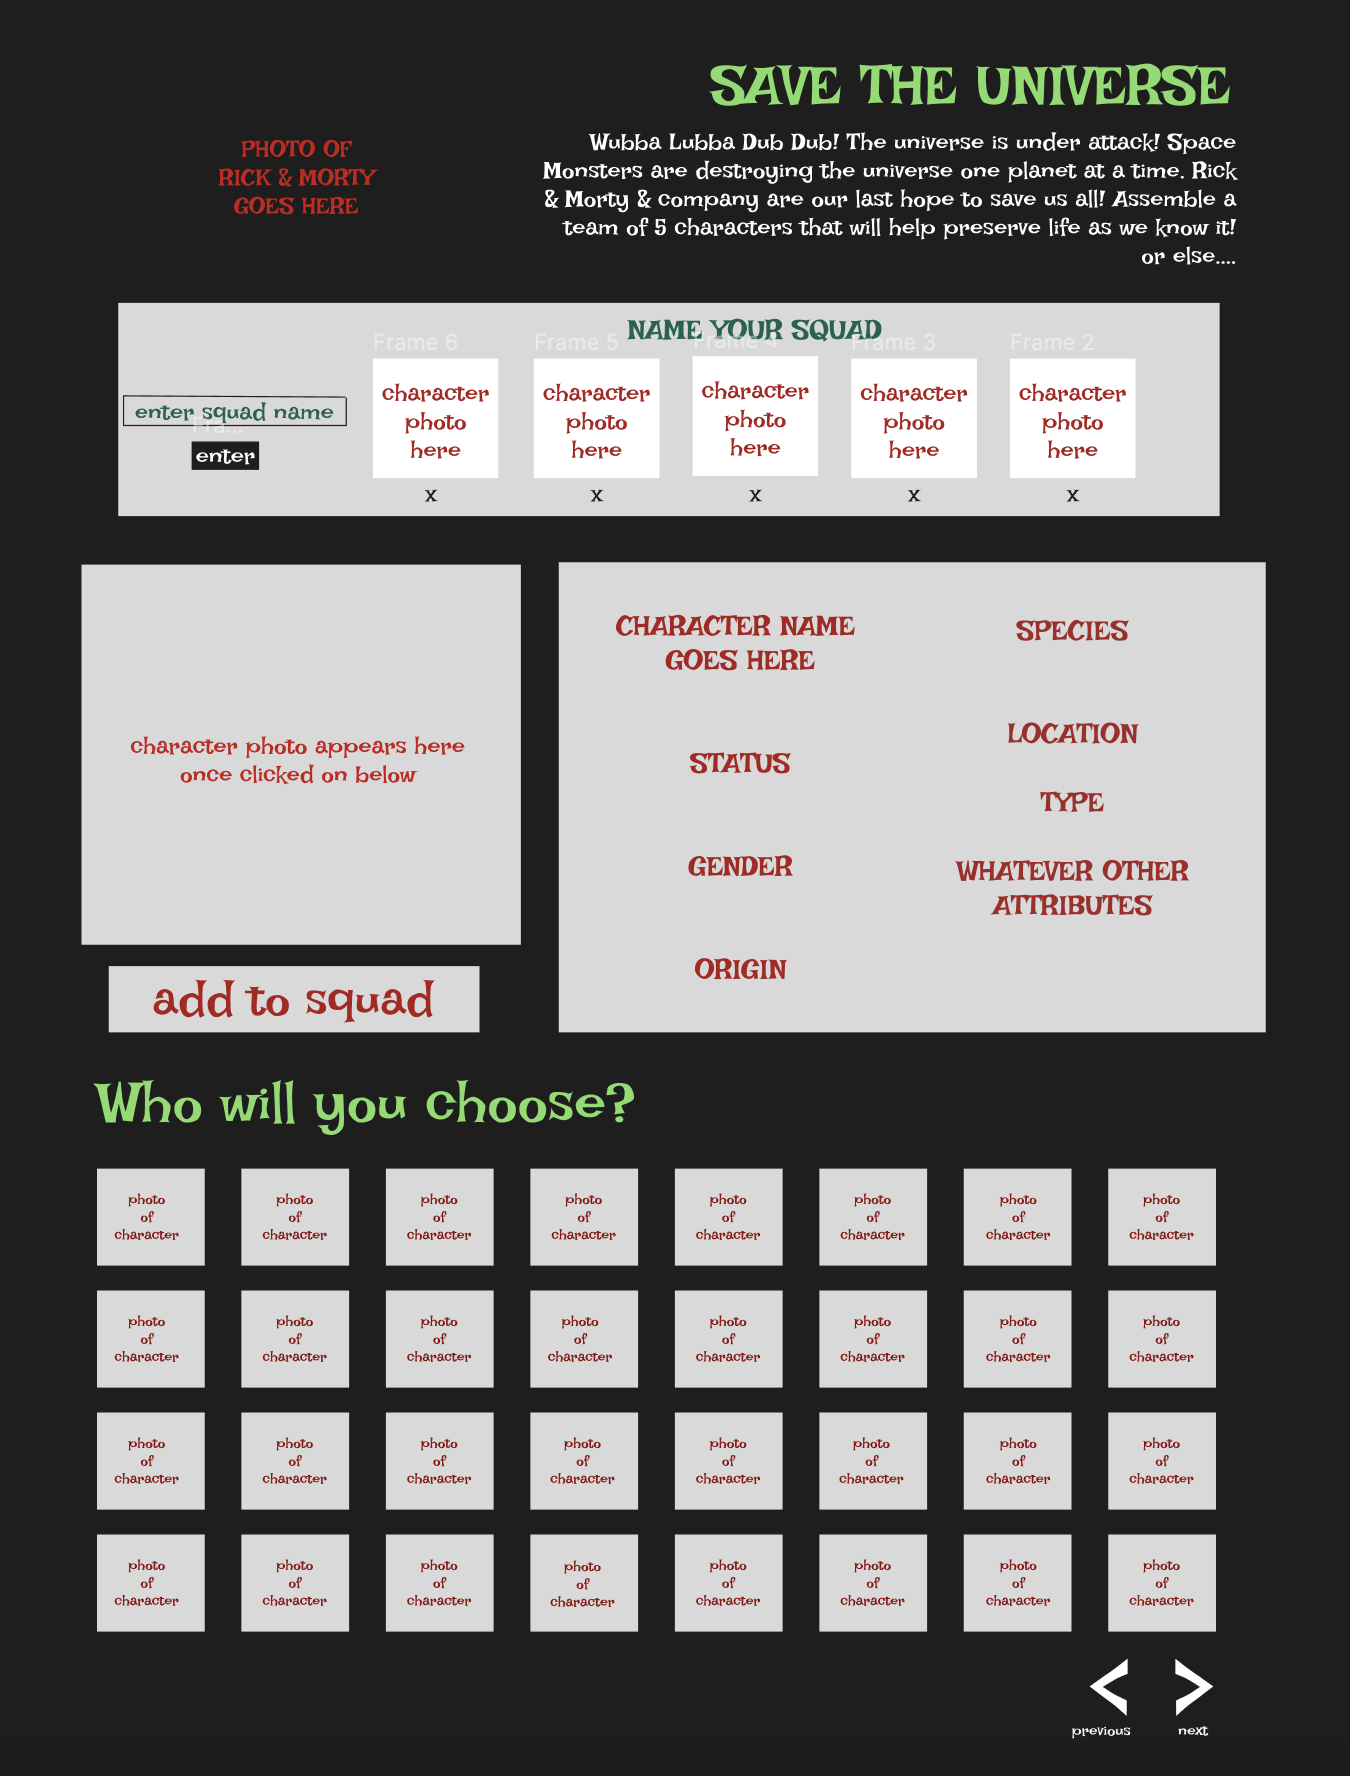 SAVE THE UNIVERSE
PHOTO OF
RICK & MORTY
GOES HERE
Wubba Lubba Dub Dub! The universe is under attack! Space
Monsters are destroying the universe one planet at a time. Rick
& Morty & company are our last hope to save us all! Assemble a
team of 5 characters that will help preserve life as we know it!
or else....
NAME YOUR SQUAD
Frame 6
Frame 5
Frame 4
Frame 3
Frame 2
enter squad name
Fra...
enter
character
photo
here
x
character
photo
here
x
character
photo
here
x
character
photo
here
x
character
photo
here
x
character photo appears here
once clicked on below
add to squad
CHARACTER NAME
GOES HERE
STATUS
GENDER
ORIGIN
SPECIES
LOCATION
TYPE
WHATEVER OTHER
ATTRIBUTES
Who will you choose?
photo
of
character
photo
of
character
photo
of
character
photo
of
character
photo
of
character
photo
of
character
photo
of
character
photo
of
character
photo
of
character
photo
of
character
photo
of
character
photo
of
character
photo
of
character
photo
of
character
photo
of
character
photo
of
character
photo
of
character
photo
of
character
photo
of
character
photo
of
character
photo
of
character
photo
of
character
photo
of
character
photo
of
character
photo
of
character
photo
of
character
photo
of
character
photo
of
character
photo
of
character
photo
of
character
photo
of
character
photo
of
character
previous
next